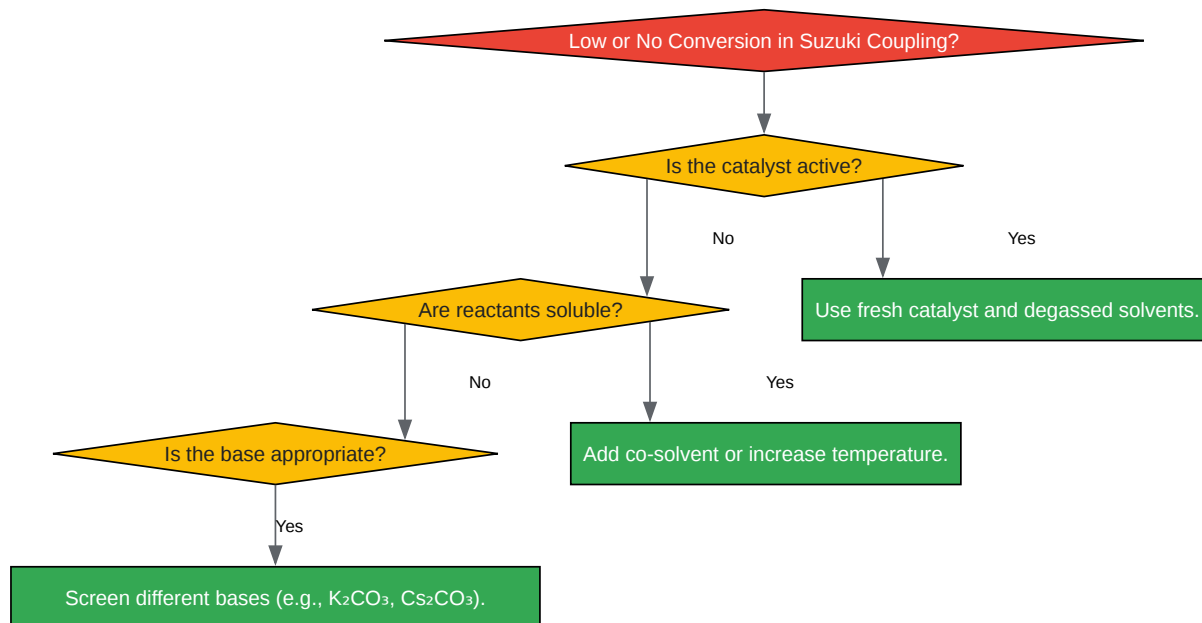 Low or No Conversion in Suzuki Coupling?
Is the catalyst active?
No
Yes
Are reactants soluble?
Use fresh catalyst and degassed solvents.
No
Yes
Is the base appropriate?
Add co-solvent or increase temperature.
Yes
Screen different bases (e.g., K₂CO₃, Cs₂CO₃).